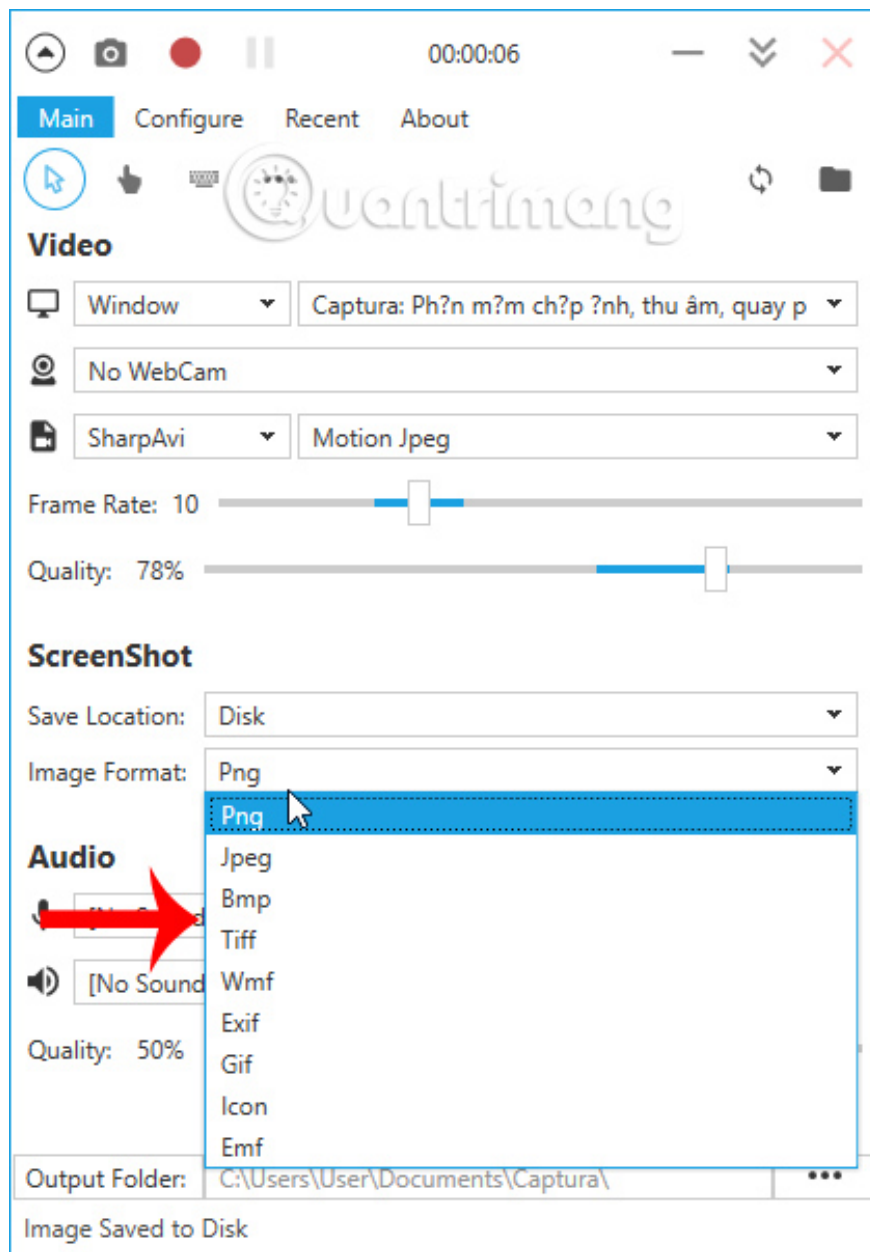 00:00:06
Main Configure Recent About
Quantrimang
Video
Window Captura: Ph?n m?m ch?p ?nh, thu âm, quay p
No WebCam
SharpAvi Motion Jpeg
Frame Rate: 10
Quality: 78%
ScreenShot
Save Location: Disk
Image Format: Png
Png
Jpeg
Audio
Bmp
Tiff
Wmf
[No Sound
Exif
Quality: 50%
Gif
Icon
Emf
Output Folder: C:\Users\User\Documents\Captura\
Image Saved to Disk